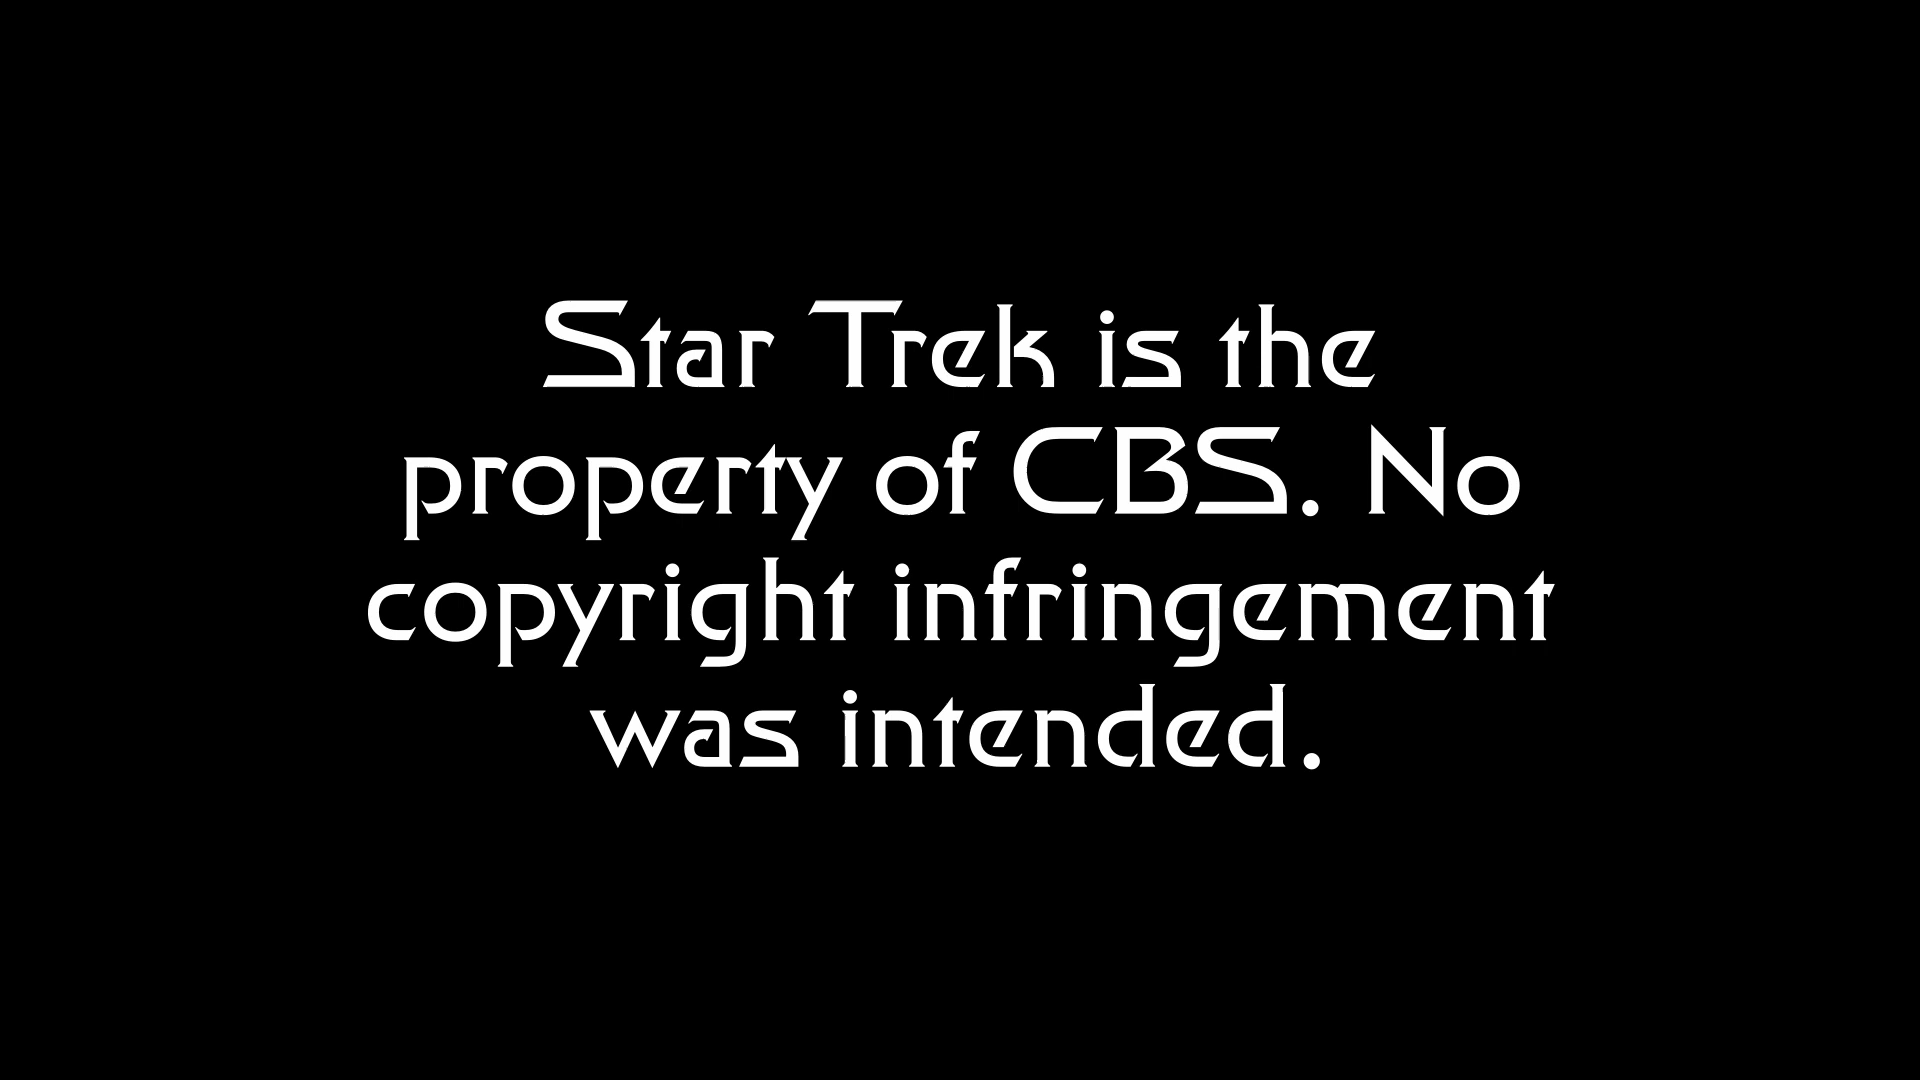 Star Trek is the
property of CBS. No
copyright infringement
was intended.